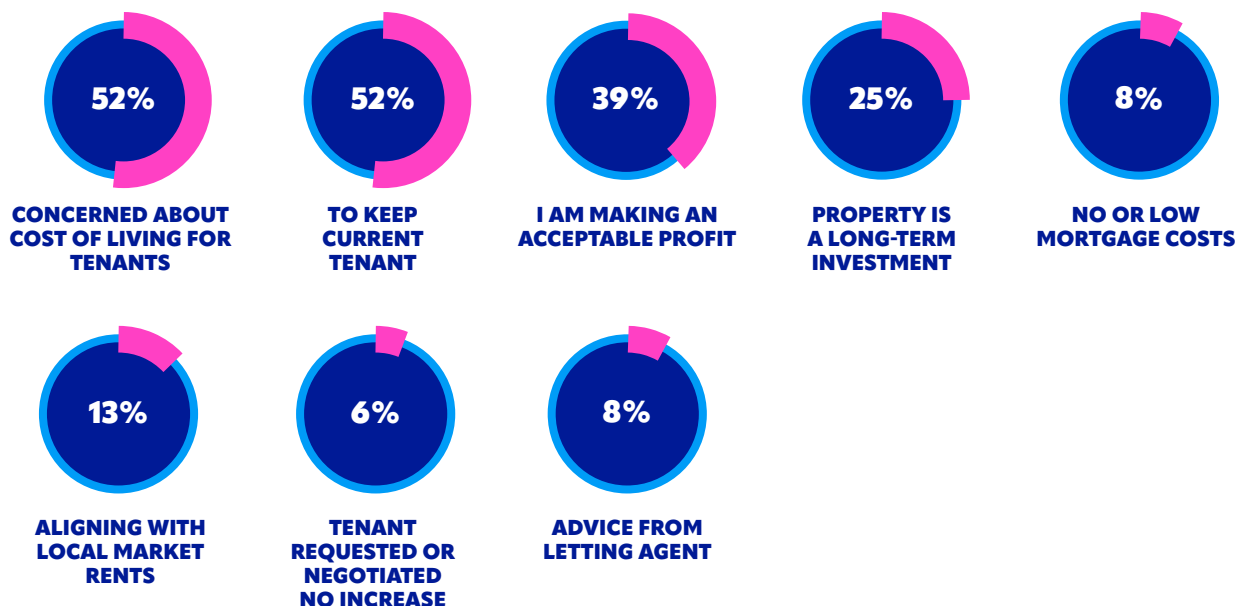 52%
CONCERNED ABOUT
COST OF LIVING FOR
TENANTS
52%
TO KEEP
CURRENT
TENANT
39%
I AM MAKING AN
ACCEPTABLE PROFIT
25%
PROPERTY IS
A LONG-TERM
INVESTMENT
8%
NO OR LOW
MORTGAGE COSTS
13%
ALIGNING WITH
LOCAL MARKET
RENTS
6%
TENANT
REQUESTED OR
NEGOTIATED
NO INCREASE
8%
ADVICE FROM
LETTING AGENT